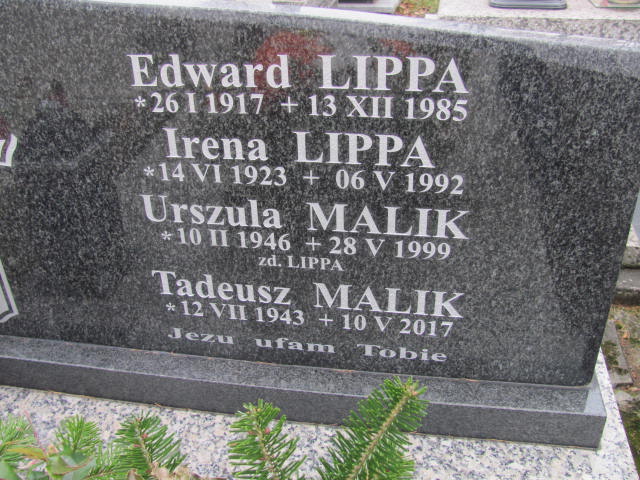 Edward LIPPA
*26 I 1917 + 13 XII 1985
Irena LIPPA
*14 VI 1923 + 06 V 1992
Urszula MALIK
*10 II 1946 + 28 V 1999
zd. LIPPA
Tadeusz MALIK
*12 VII 1943 + 10 V 2017
Jezu ufam Tobie